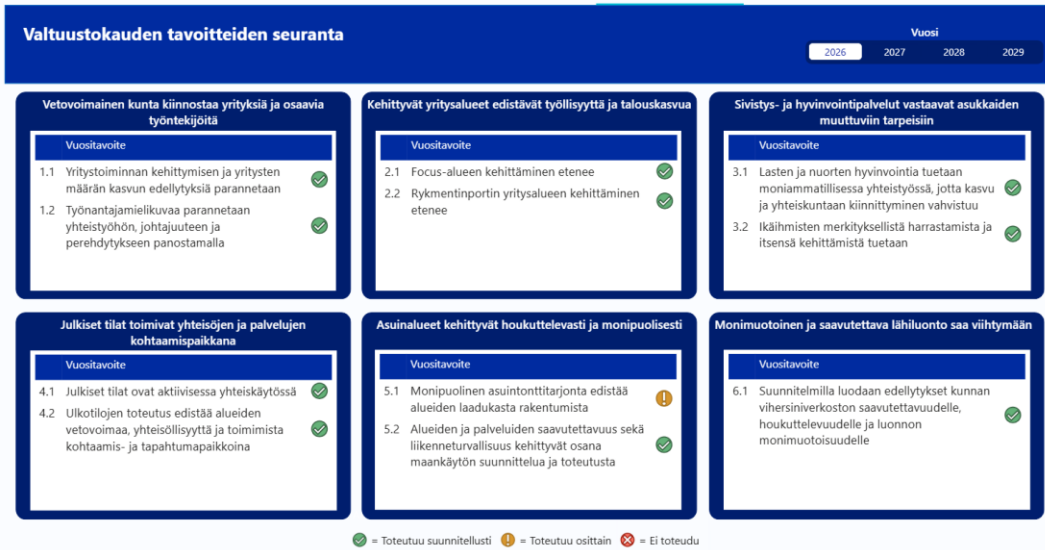 Valtuustokauden tavoitteiden seuranta
Vuosi
2026 2027 2028 2029
Vetovoimainen kunta kiinnostaa yrityksiä ja osaavia
työntekijöitä
Vuositavoite
1.1 Yritystoiminnan kehittymisen ja yritysten
määrän kasvun edellytyksiä parannetaan
1.2 Työnantajamielikuvaa parannetaan
yhteistyöhön, johtajuuteen ja
perehdytykseen panostamalla
Kehittyvät yritysalueet edistävät työllisyyttä ja talouskasvua
Vuositavoite
2.1 Focus-alueen kehittäminen etenee
2.2 Rykmentinportin yritysalueen kehittäminen
etenee
Sivistys- ja hyvinvointipalvelut vastaavat asukkaiden
muuttuviin tarpeisiin
Vuositavoite
3.1 Lasten ja nuorten hyvinvointia tuetaan
moniammatillisessa yhteistyössä, jotta kasvu
ja yhteiskuntaan kiinnittyminen vahvistuu
3.2 Ikäihmisten merkityksellistä harrastamista ja
itsensä kehittämistä tuetaan
Julkiset tilat toimivat yhteisöjen ja palvelujen
kohtaamispaikkana
Vuositavoite
4.1 Julkiset tilat ovat aktiivisessa yhteiskäytössä
4.2 Ulkotilojen toteutus edistää alueiden
vetovoimaa, yhteisöllisyyttä ja toimimista
kohtaamis- ja tapahtumapaikkoina
Asuinalueet kehittyvät houkuttelevasti ja monipuolisesti
Vuositavoite
5.1 Monipuolinen asuintonttitarjonta edistää
alueiden laadukasta rakentumista
5.2 Alueiden ja palveluiden saavutettavuus sekä
liikenneturvallisuus kehittyvät osana
maankäytön suunnittelua ja toteutusta
Monimuotoinen ja saavutettava lähiluonto saa viihtymään
Vuositavoite
6.1 Suunnitelmilla luodaan edellytykset kunnan
vihersiniverkoston saavutettavuudelle,
houkuttelevuudelle ja luonnon
monimuotoisuudelle
= Toteutuu suunnitellusti = Toteutuu osittain = Ei toteudu